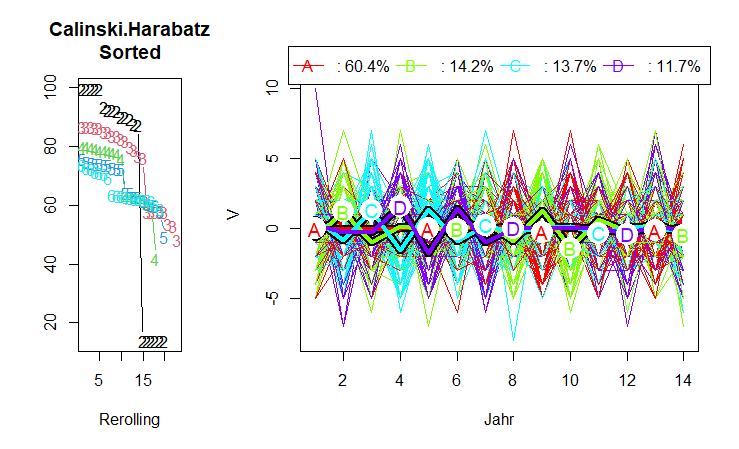 Calinski.Harabatz
Sorted
A : 60.4% B : 14.2% C : 13.7% D : 11.7%
100
80
60
40
20
5 15
Rerolling
V
10
5
0
-5
A B C D A B C D A B C D A B
2 4 6 8 10 12 14
Jahr